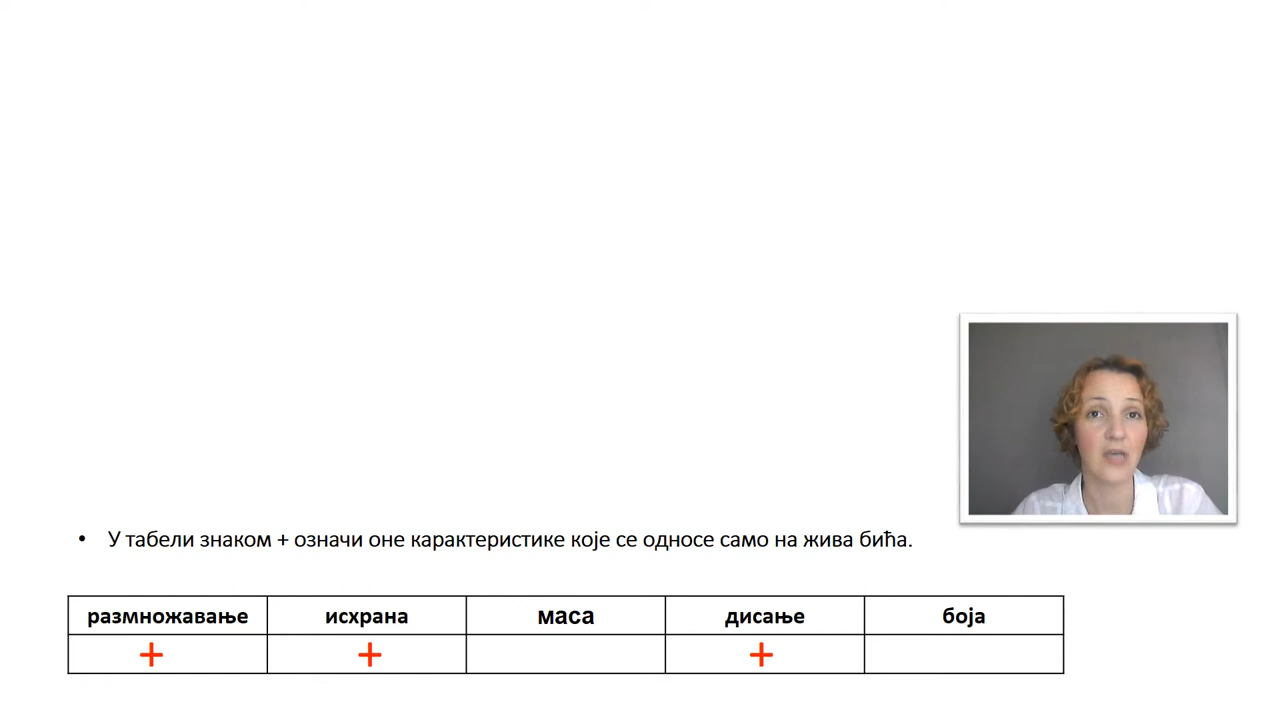 • У табели знаком + означи оне карактеристике које се односе само на жива бића.
размножавање исхрана маса дисање боја
+ + +